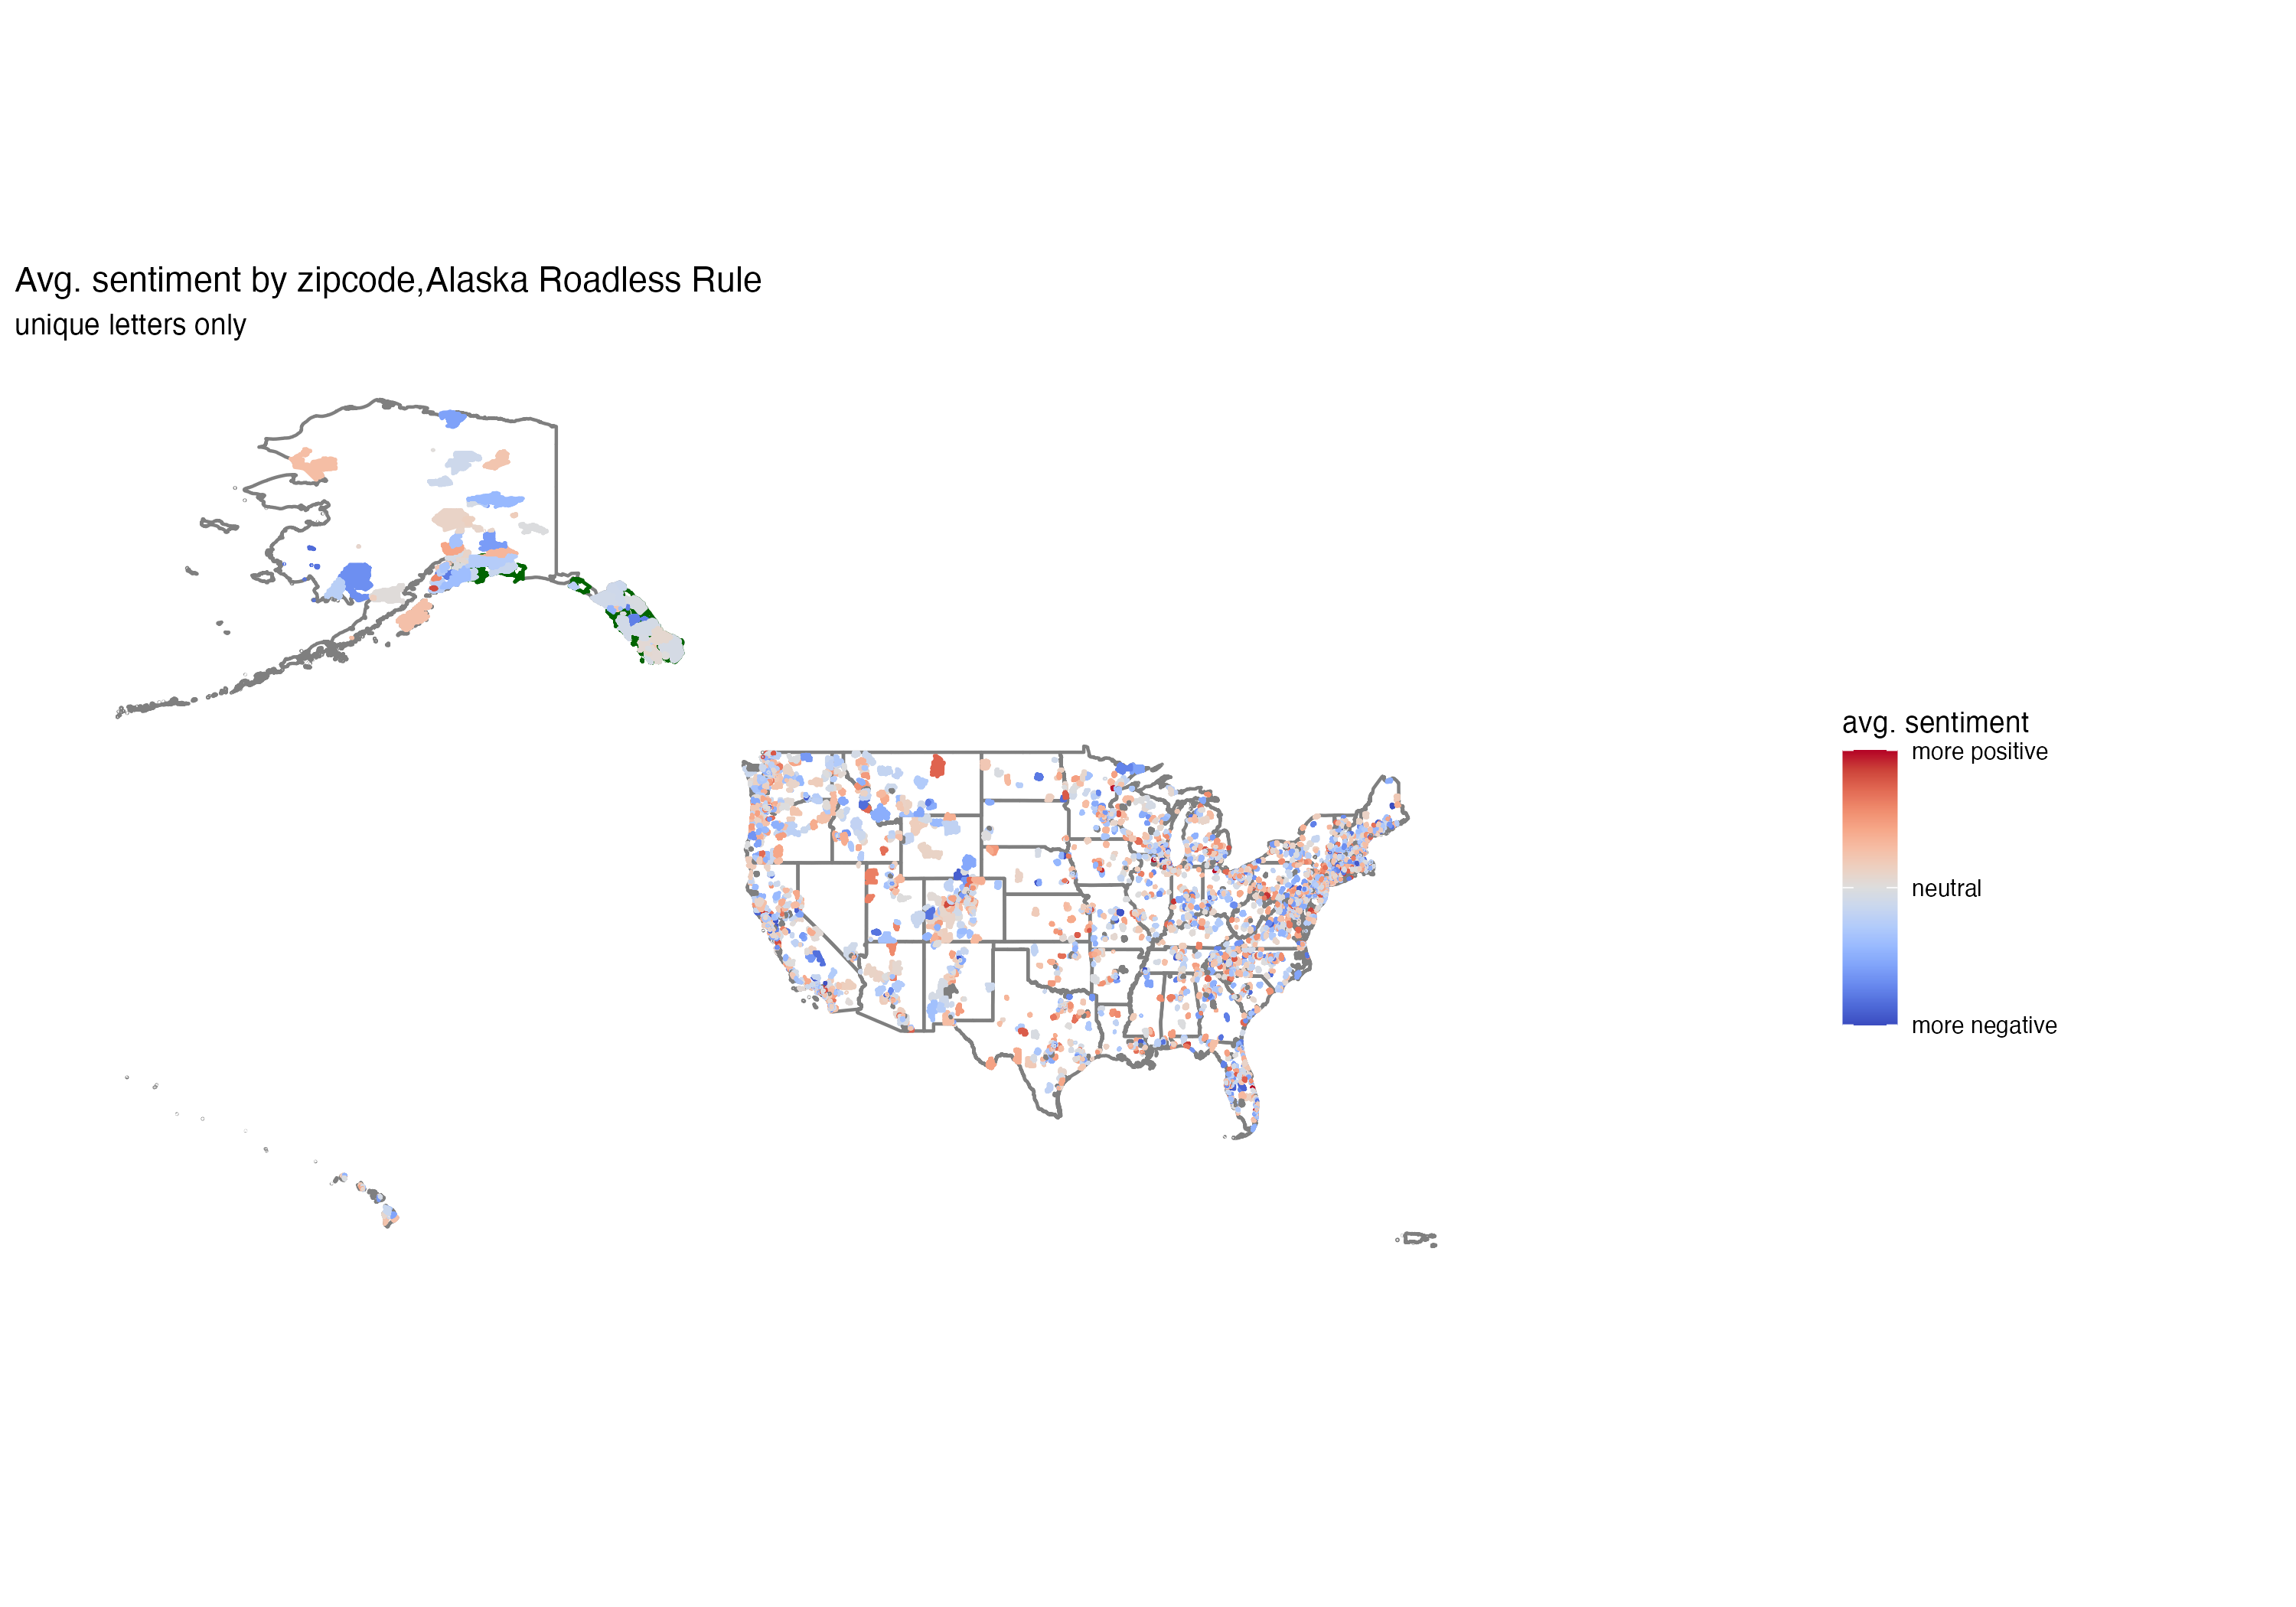 Avg. sentiment by zipcode,Alaska Roadless Rule
unique letters only
avg. sentiment
more positive
neutral
more negative